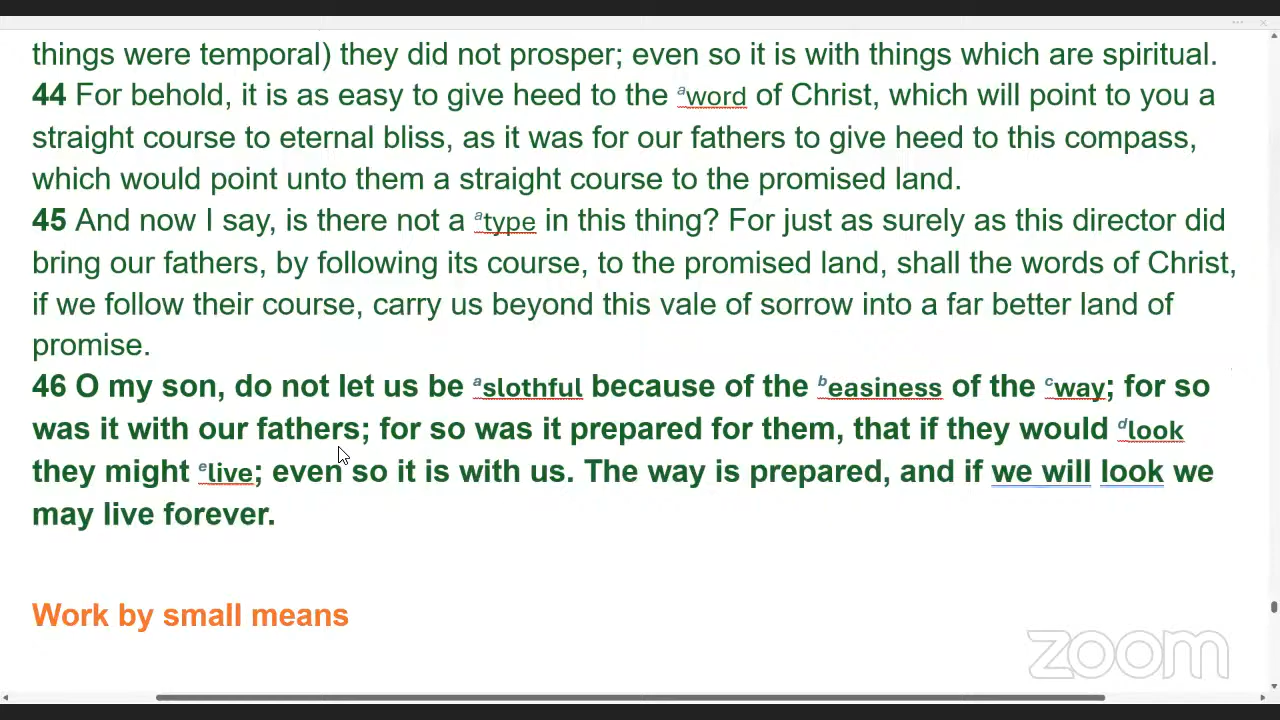 things were temporal) they did not prosper; even so it is with things which are spiritual.
44 For behold, it is as easy to give heed to the aword of Christ, which will point to you a
straight course to eternal bliss, as it was for our fathers to give heed to this compass,
which would point unto them a straight course to the promised land.
45 And now I say, is there not a atype in this thing? For just as surely as this director did
bring our fathers, by following its course, to the promised land, shall the words of Christ,
if we follow their course, carry us beyond this vale of sorrow into a far better land of
promise.
46 O my son, do not let us be aslothful because of the beasiness of the cway; for so
was it with our fathers; for so was it prepared for them, that if they would dlook
they might elive; even so it is with us. The way is prepared, and if we will look we
may live forever.
Work by small means
zoom